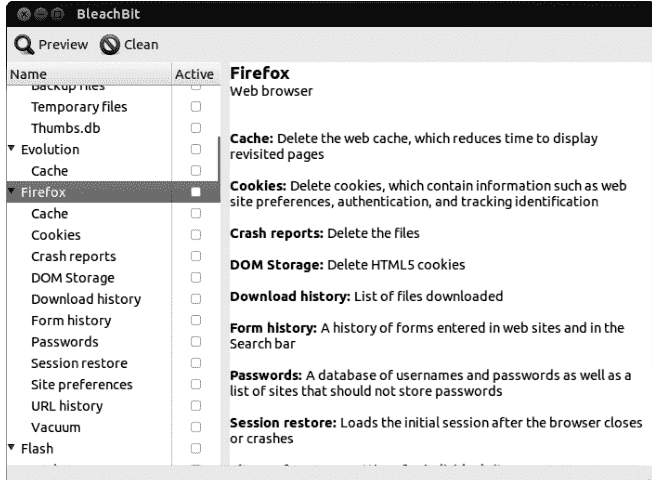 BleachBit
Preview Clean
Name Active
Backup files
Temporary files
Thumbs.db
Evolution
Cache
Firefox
Cache
Cookies
Crash reports
DOM Storage
Download history
Form history
Passwords
Session restore
Site preferences
URL history
Vacuum
Flash
Firefox
Web browser
Cache: Delete the web cache, which reduces time to display
revisited pages
Cookies: Delete cookies, which contain information such as web
site preferences, authentication, and tracking identification
Crash reports: Delete the files
DOM Storage: Delete HTML5 cookies
Download history: List of files downloaded
Form history: A history of forms entered in web sites and in the
Search bar
Passwords: A database of usernames and passwords as well as a
list of sites that should not store passwords
Session restore: Loads the initial session after the browser closes
or crashes